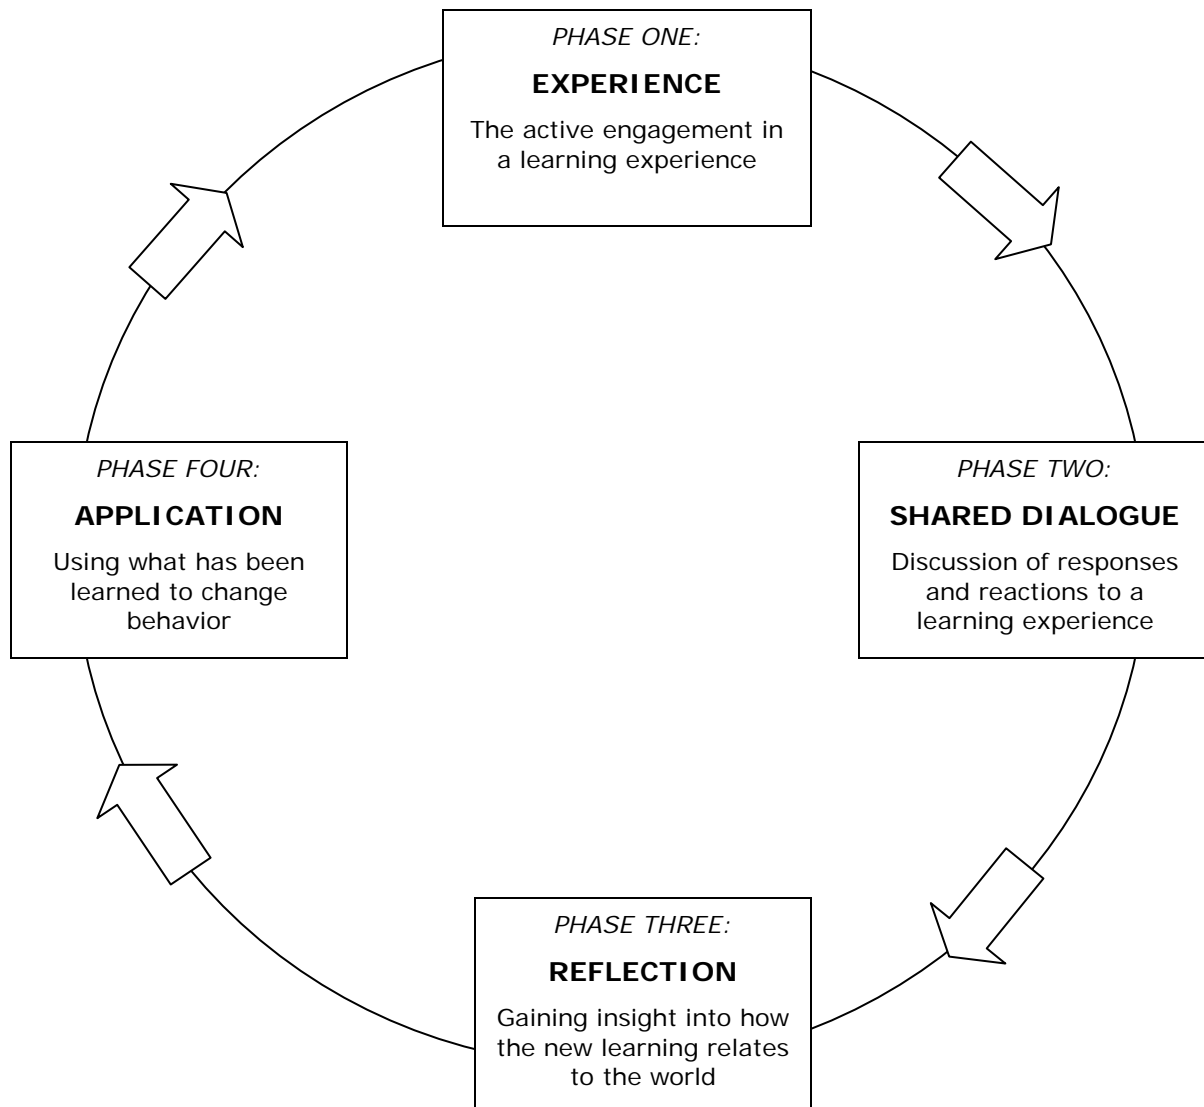 PHASE ONE:
EXPERIENCE
The active engagement in
a learning experience
PHASE TWO:
SHARED DIALOGUE
Discussion of responses
and reactions to a
learning experience
PHASE THREE:
REFLECTION
Gaining insight into how
the new learning relates
to the world
PHASE FOUR:
APPLICATION
Using what has been
learned to change
behavior